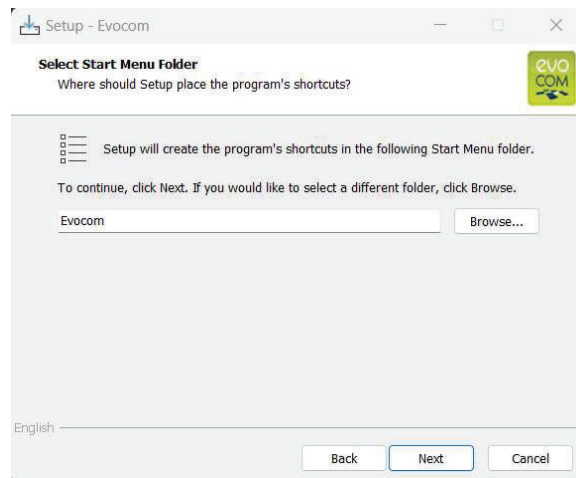 Setup - Evocom
Select Start Menu Folder
Where should Setup place the program's shortcuts?
evo
COM
Setup will create the program's shortcuts in the following Start Menu folder.
To continue, click Next. If you would like to select a different folder, click Browse.
Evocom
Browse...
English
Back
Next
Cancel